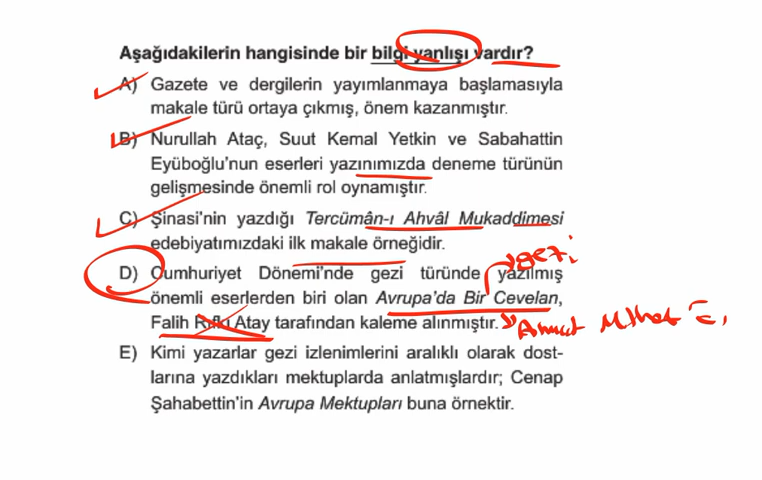 Aşağıdakilerin hangisinde bir bilgi yanlışı vardır?
A) Gazete ve dergilerin yayımlanmaya başlamasıyla
makale türü ortaya çıkmış, önem kazanmıştır.
B) Nurullah Ataç, Suut Kemal Yetkin ve Sabahattin
Eyüboğlu'nun eserleri yazınımızda deneme türünün
gelişmesinde önemli rol oynamıştır.
C) Şinasi'nin yazdığı Tercümân-ı Ahvâl Mukaddimesi
edebiyatımızdaki ilk makale örneğidir.
gezi
D) Cumhuriyet Dönemi'nde gezi türünde yazılmış
önemli eserlerden biri olan Avrupa'da Bir Cevelan,
Falih Rıfkı Atay tarafından kaleme alınmıştır. Ahmet Mithat E.
E) Kimi yazarlar gezi izlenimlerini aralıklı olarak dost-
larına yazdıkları mektuplarda anlatmışlardır; Cenap
Şahabettin'in Avrupa Mektupları buna örnektir.